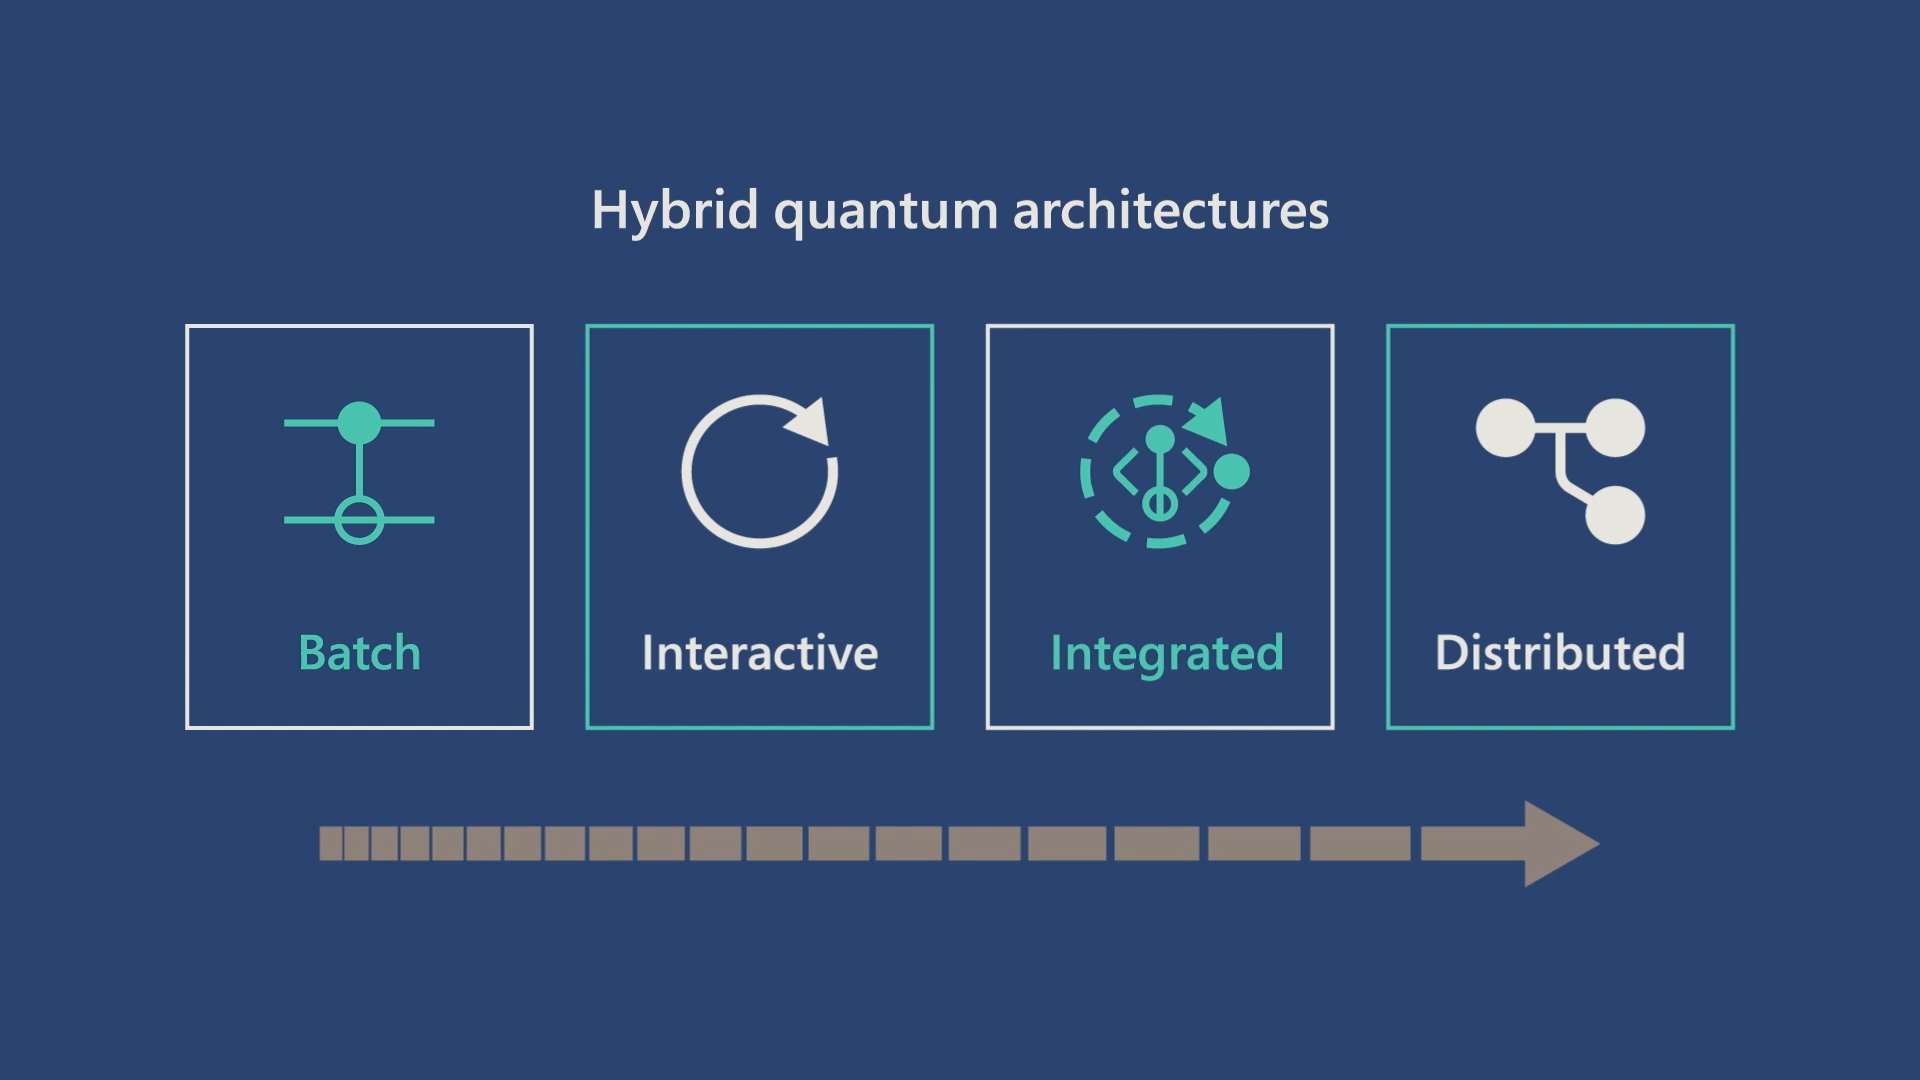 Hybrid quantum architectures
Batch
Interactive
Integrated
Distributed